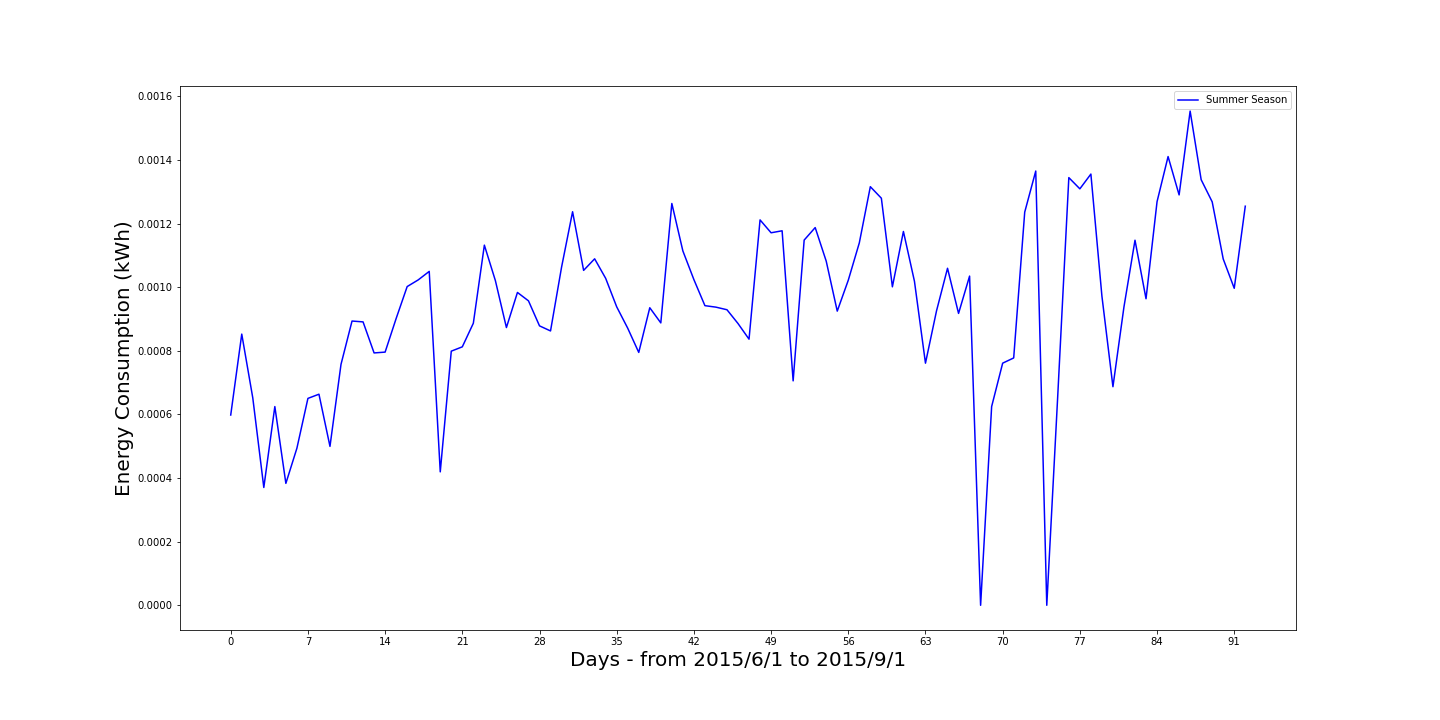 Summer Season
Energy Consumption (kWh)
0.0016
0.0014
0.0012
0.0010
0.0008
0.0006
0.0004
0.0002
0.0000
0 7 14 21 28 35 42 49 56 63 70 77 84 91
Days - from 2015/6/1 to 2015/9/1